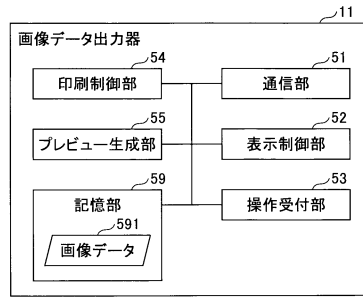 11
画像データ出力器
54
印刷制御部
51
通信部
55
プレビュー生成部
52
表示制御部
59
記憶部
591
画像データ
53
操作受付部